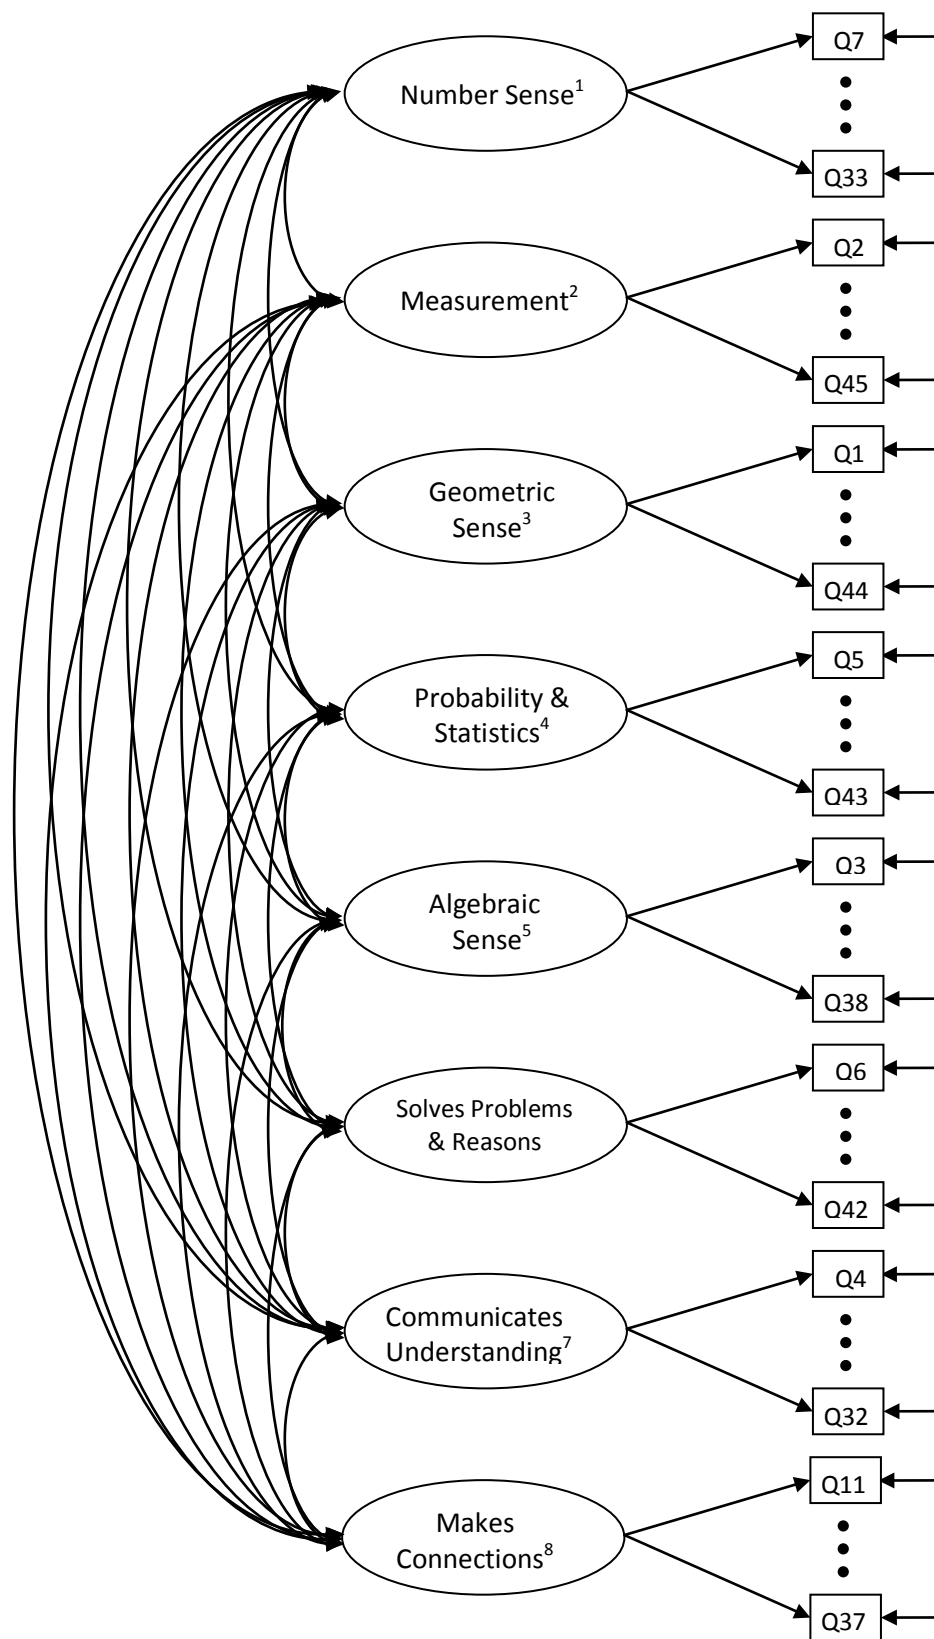 Q7
Number Sense¹
Q33
Q2
Measurement²
Q45
Q1
Geometric
Sense³
Q44
Q5
Probability &
Statistics⁴
Q43
Q3
Algebraic
Sense⁵
Q38
Q6
Solves Problems
& Reasons
Q42
Q4
Communicates
Understanding⁷
Q32
Q11
Makes
Connections⁸
Q37